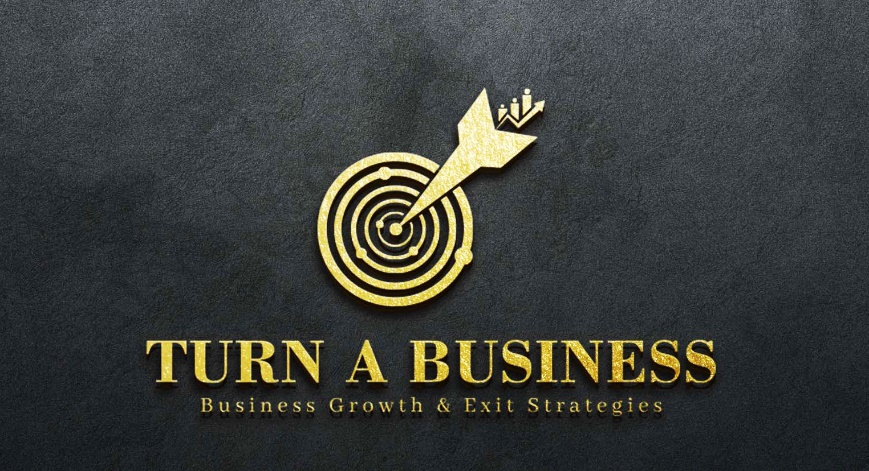 TURN A BUSINESS
Business Growth & Exit Strategies